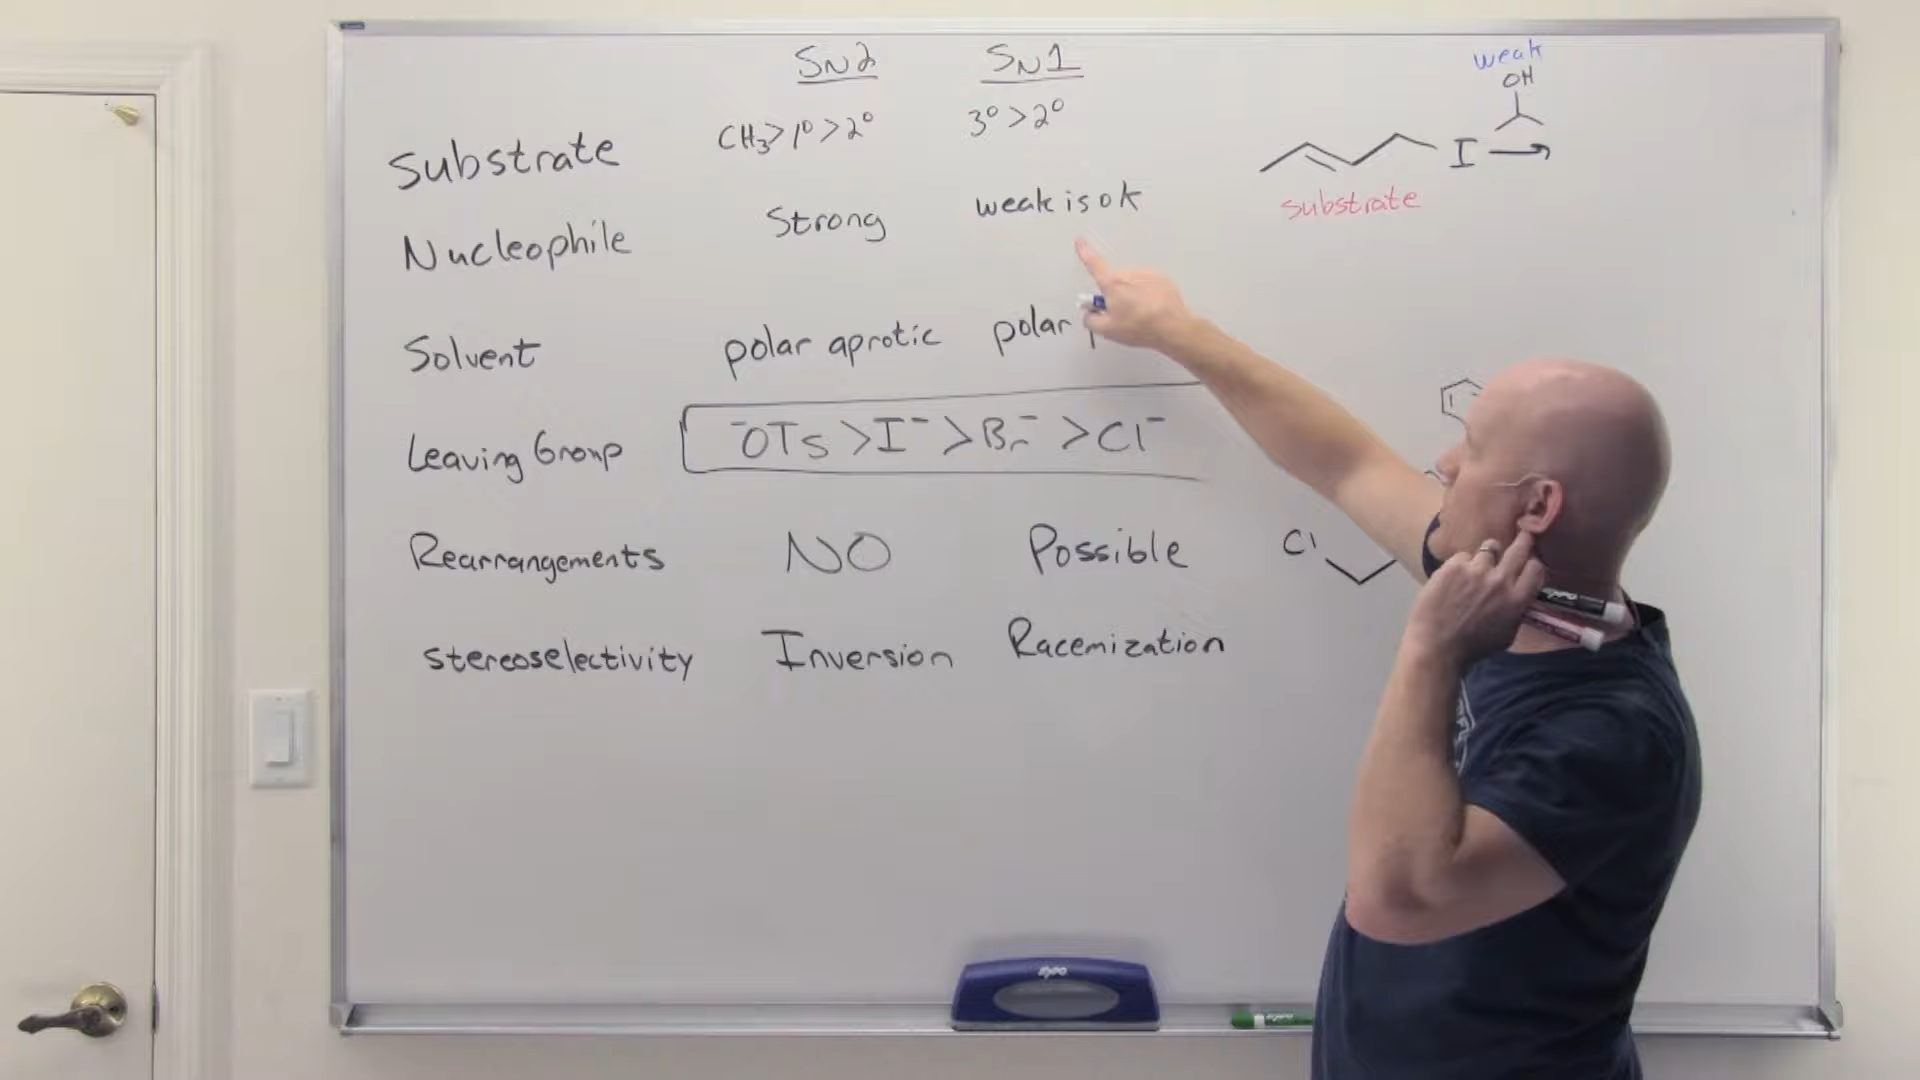 SN2 SN1
Substrate CH3>1°>2° 3°>2°
Nucleophile Strong weak is ok
Solvent polar aprotic polar
Leaving Group ⁻OTs >I⁻ >Br⁻ >Cl⁻
Rearrangements NO Possible
stereoselectivity Inversion Racemization
weak
OH
I
substrate
Cl
expo